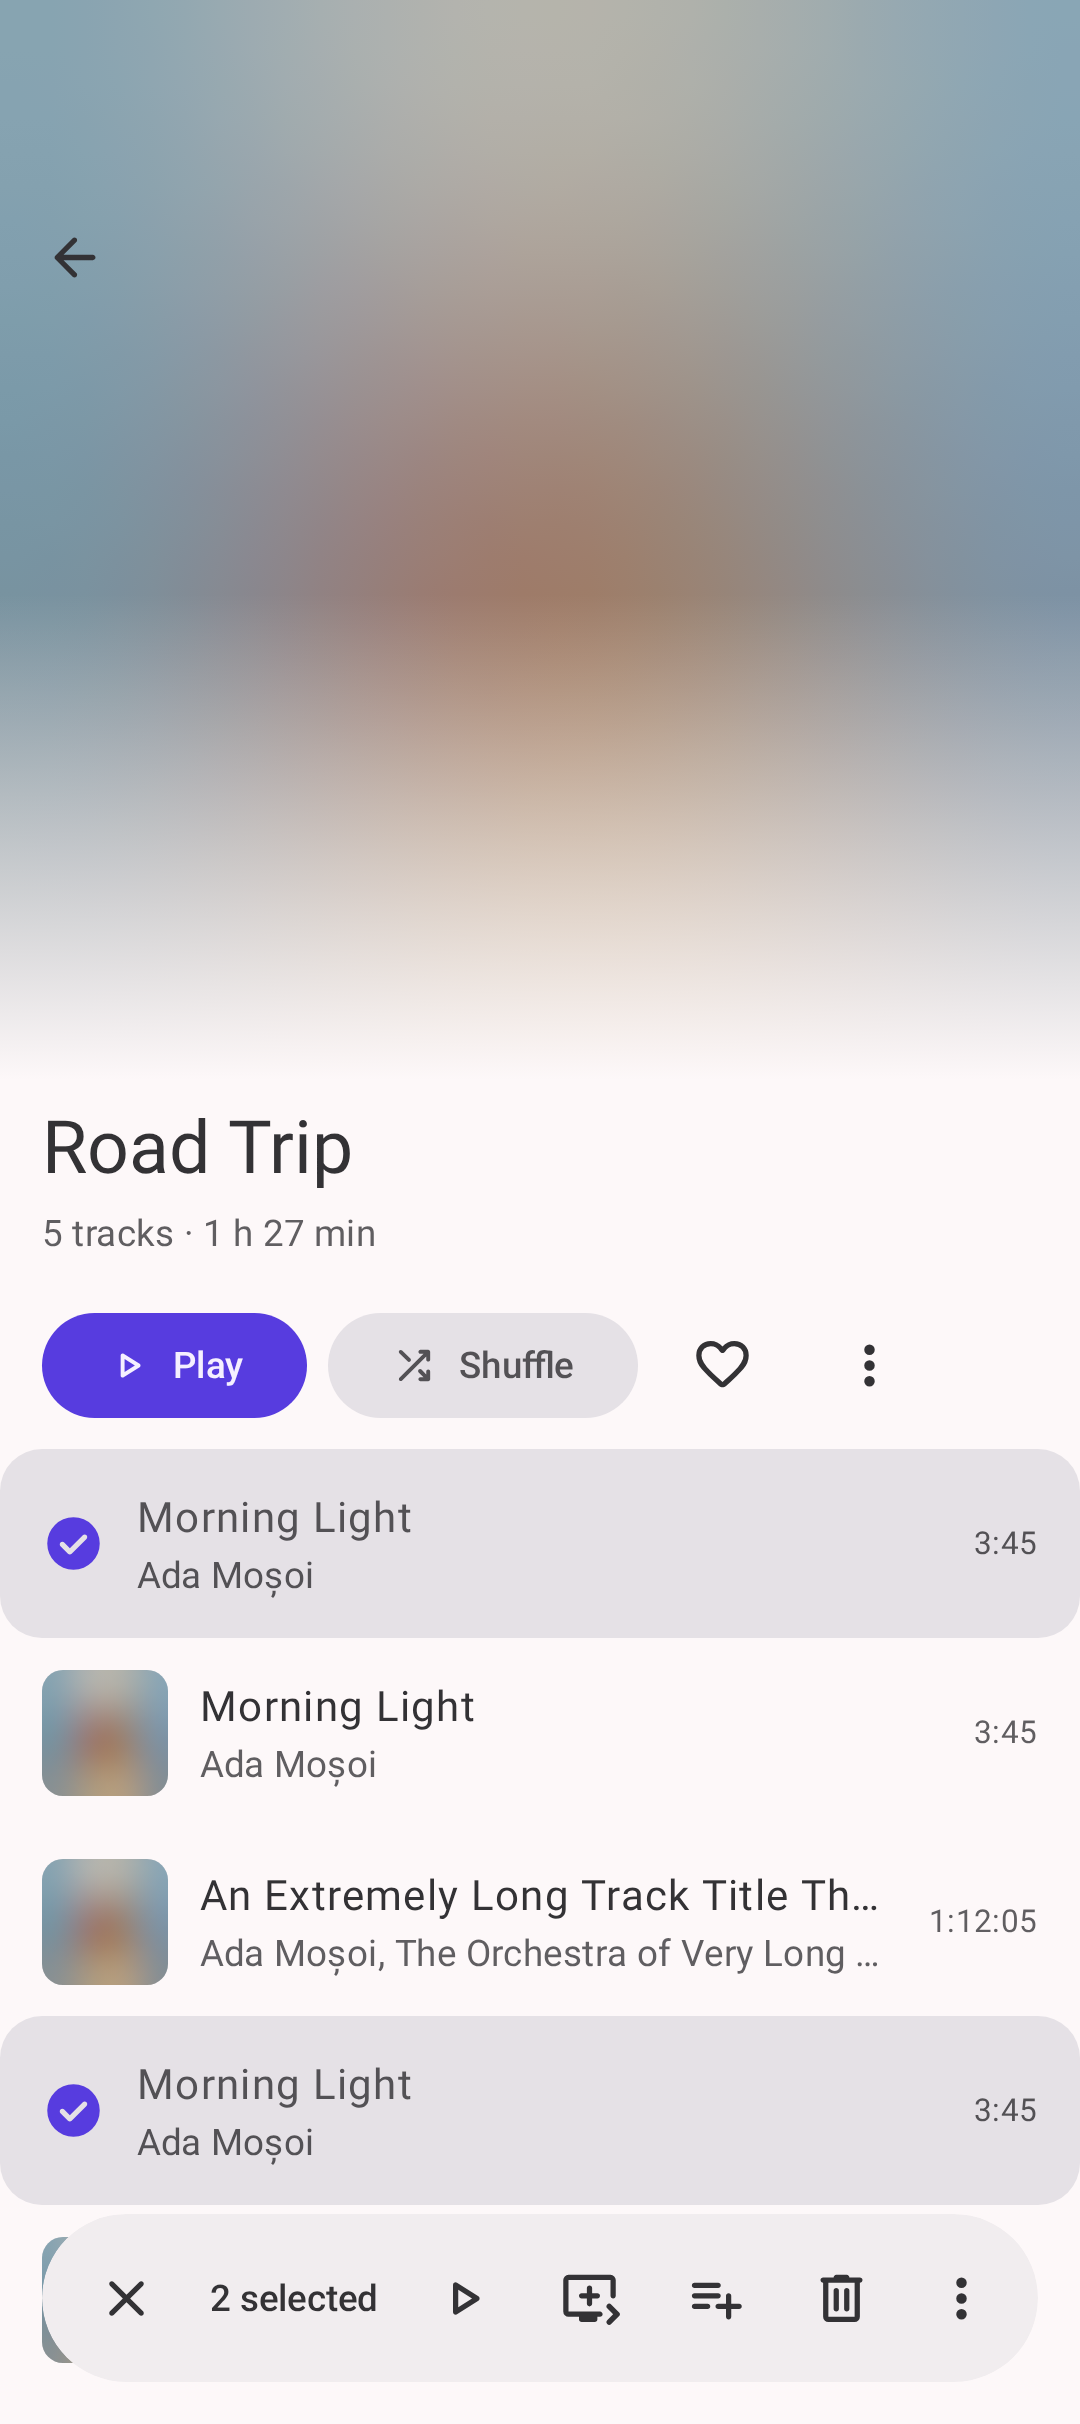 Road Trip
5 tracks · 1 h 27 min
Play
Shuffle
Morning Light
Ada Moșoi
3:45
Morning Light
Ada Moșoi
3:45
An Extremely Long Track Title Th…
Ada Moșoi, The Orchestra of Very Long …
1:12:05
Morning Light
Ada Moșoi
3:45
2 selected